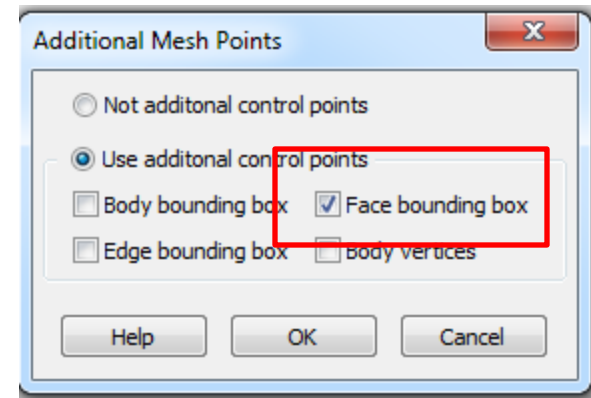 Additional Mesh Points
Not additonal control points
Use additonal control points
Body bounding box Face bounding box
Edge bounding box Body vertices
Help OK Cancel